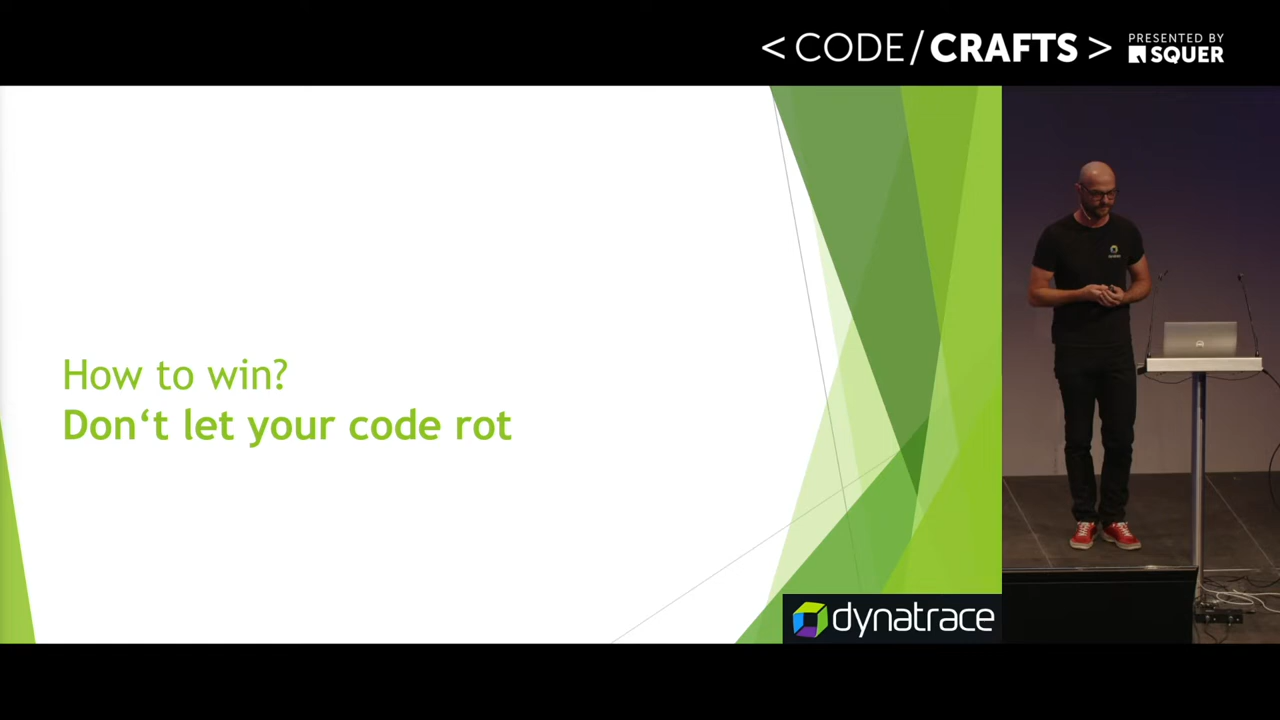 < CODE/CRAFTS >
PRESENTED BY
SQUER
How to win?
Don‘t let your code rot
dynatrace